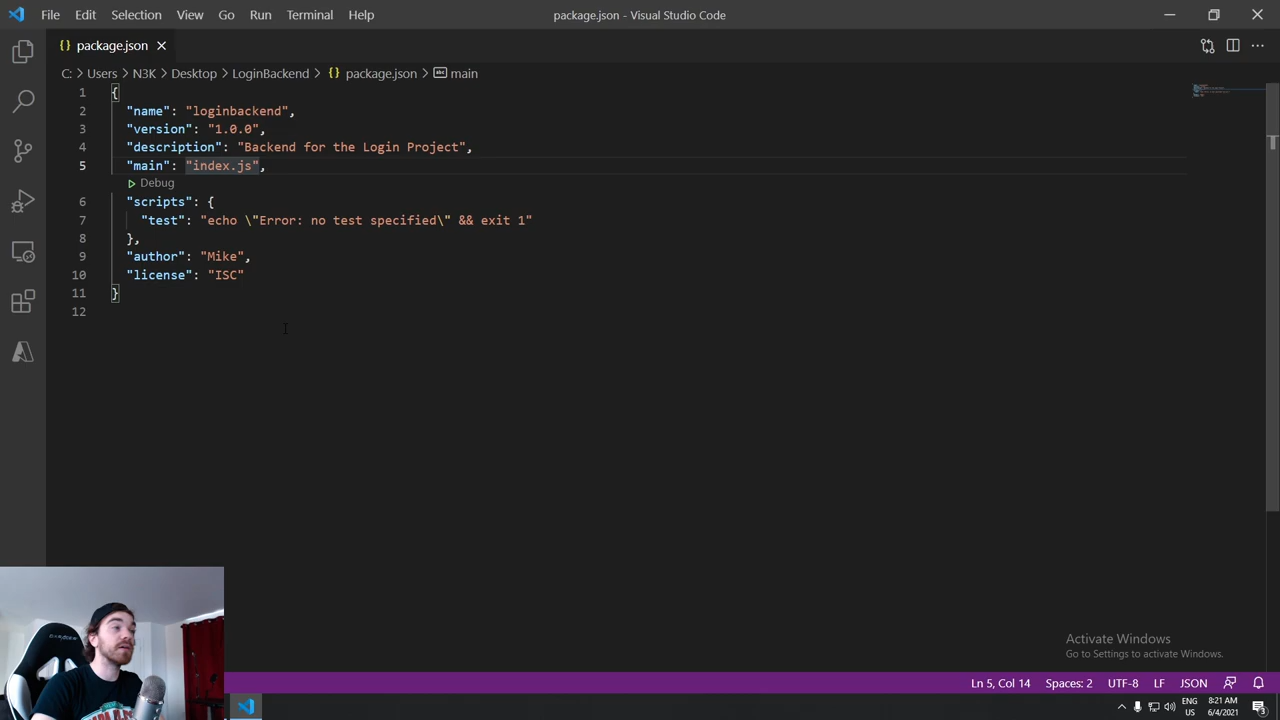 File Edit Selection View Go Run Terminal Help
package.json - Visual Studio Code
{} package.json
C: > Users > N3K > Desktop > LoginBackend > {} package.json > abc main
1 {
2 "name": "loginbackend",
3 "version": "1.0.0",
4 "description": "Backend for the Login Project",
5 "main": "index.js",
Debug
6 "scripts": {
7 "test": "echo \"Error: no test specified\" && exit 1"
8 },
9 "author": "Mike",
10 "license": "ISC"
11 }
12
Activate Windows
Go to Settings to activate Windows.
Ln 5, Col 14 Spaces: 2 UTF-8 LF JSON
ENG
US
8:21 AM
6/4/2021